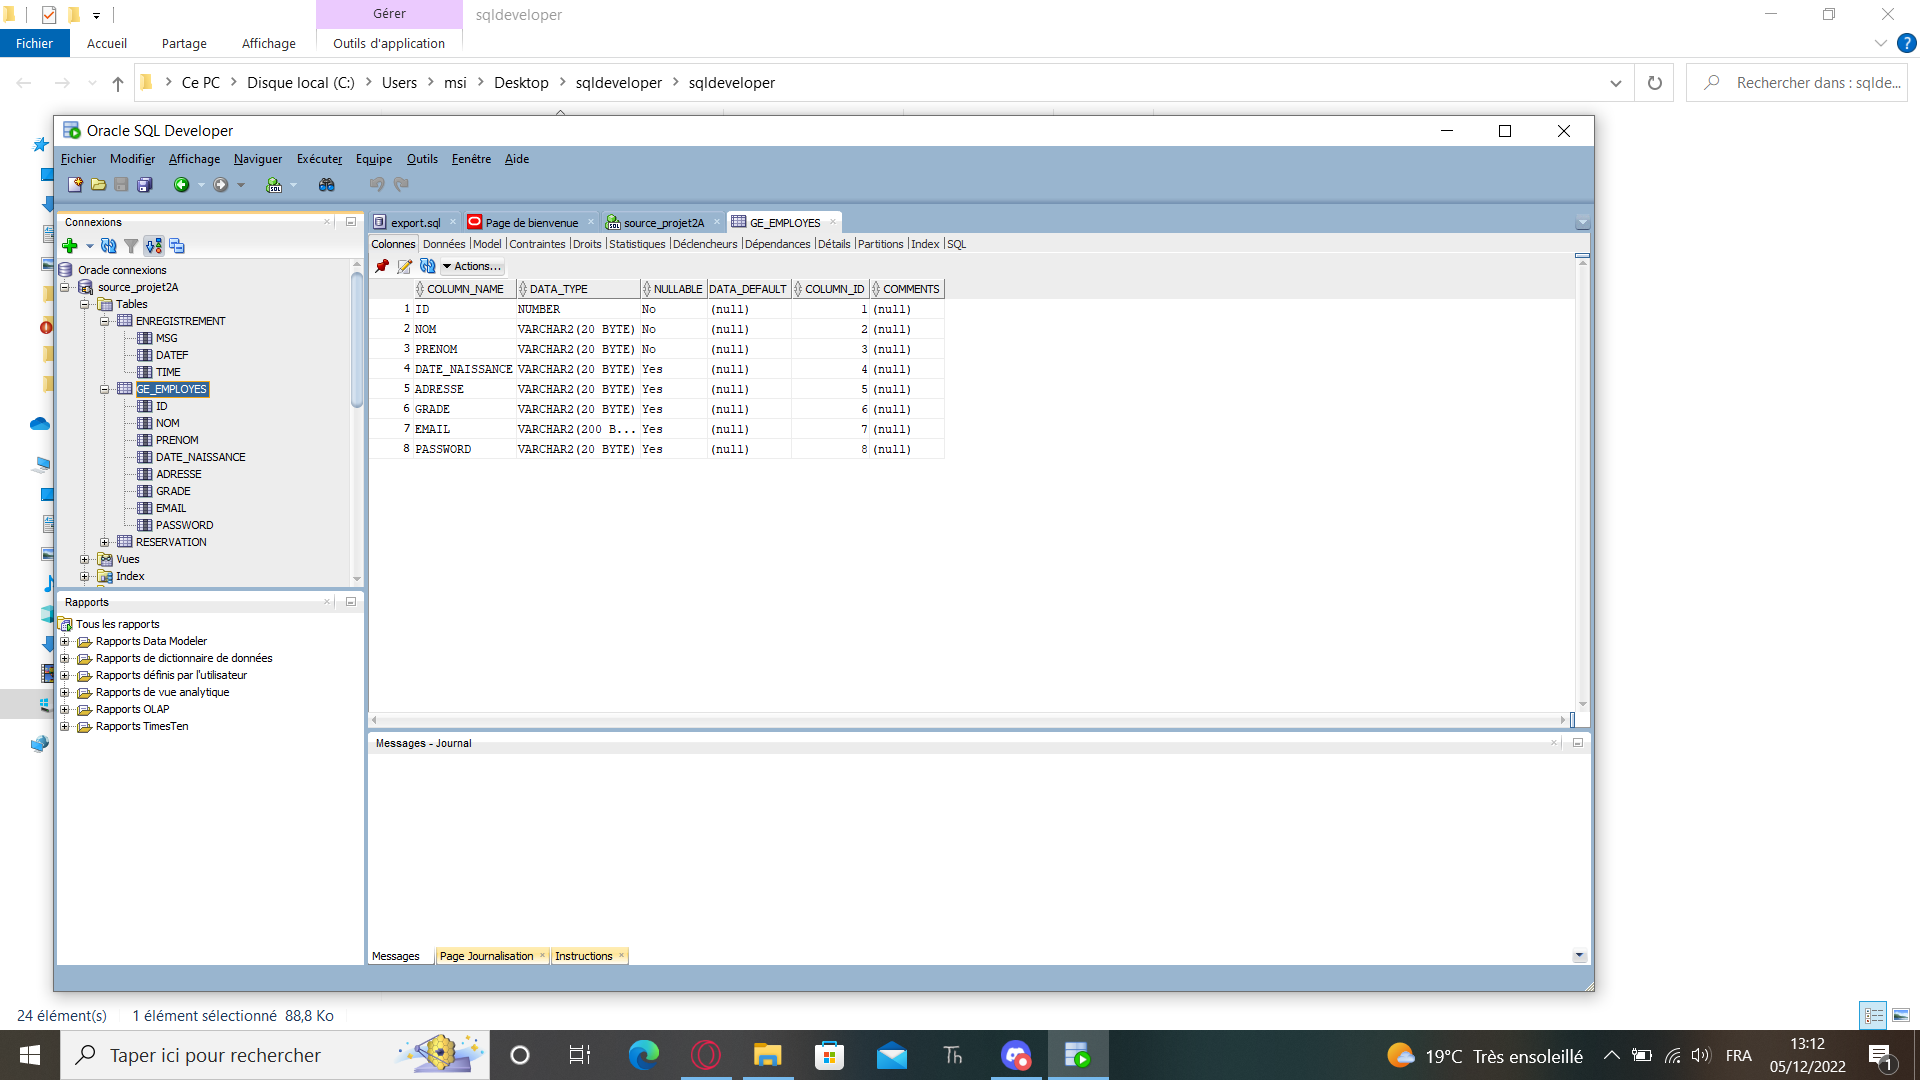 Gérer
sqldeveloper
Fichier
Accueil
Partage
Affichage
Outils d'application
Ce PC
Disque local (C:)
Users
msi
Desktop
sqldeveloper
sqldeveloper
Rechercher dans : sqlde...
Oracle SQL Developer
Fichier Modifier Affichage Naviguer Exécuter Equipe Outils Fenêtre Aide
Connexions
Oracle connexions
source_projet2A
Tables
ENREGISTREMENT
MSG
DATEF
TIME
GE_EMPLOYES
ID
NOM
PRENOM
DATE_NAISSANCE
ADRESSE
GRADE
EMAIL
PASSWORD
RESERVATION
Vues
Index
Rapports
Tous les rapports
Rapports Data Modeler
Rapports de dictionnaire de données
Rapports définis par l'utilisateur
Rapports de vue analytique
Rapports OLAP
Rapports TimesTen
export.sql
Page de bienvenue
source_projet2A
GE_EMPLOYES
Colonnes Données |Model |Contraintes |Droits |Statistiques |Déclencheurs |Dépendances |Détails |Partitions |Index |SQL
Actions...
COLUMN_NAME DATA_TYPE NULLABLE DATA_DEFAULT COLUMN_ID COMMENTS
1 ID NUMBER No (null) 1 (null)
2 NOM VARCHAR2(20 BYTE) No (null) 2 (null)
3 PRENOM VARCHAR2(20 BYTE) No (null) 3 (null)
4 DATE_NAISSANCE VARCHAR2(20 BYTE) Yes (null) 4 (null)
5 ADRESSE VARCHAR2(20 BYTE) Yes (null) 5 (null)
6 GRADE VARCHAR2(20 BYTE) Yes (null) 6 (null)
7 EMAIL VARCHAR2(200 B... Yes (null) 7 (null)
8 PASSWORD VARCHAR2(20 BYTE) Yes (null) 8 (null)
Messages - Journal
Messages
Page Journalisation
Instructions
24 élément(s)
1 élément sélectionné 88,8 Ko
Taper ici pour rechercher
Th
19°C Très ensoleillé
FRA
13:12
05/12/2022
1